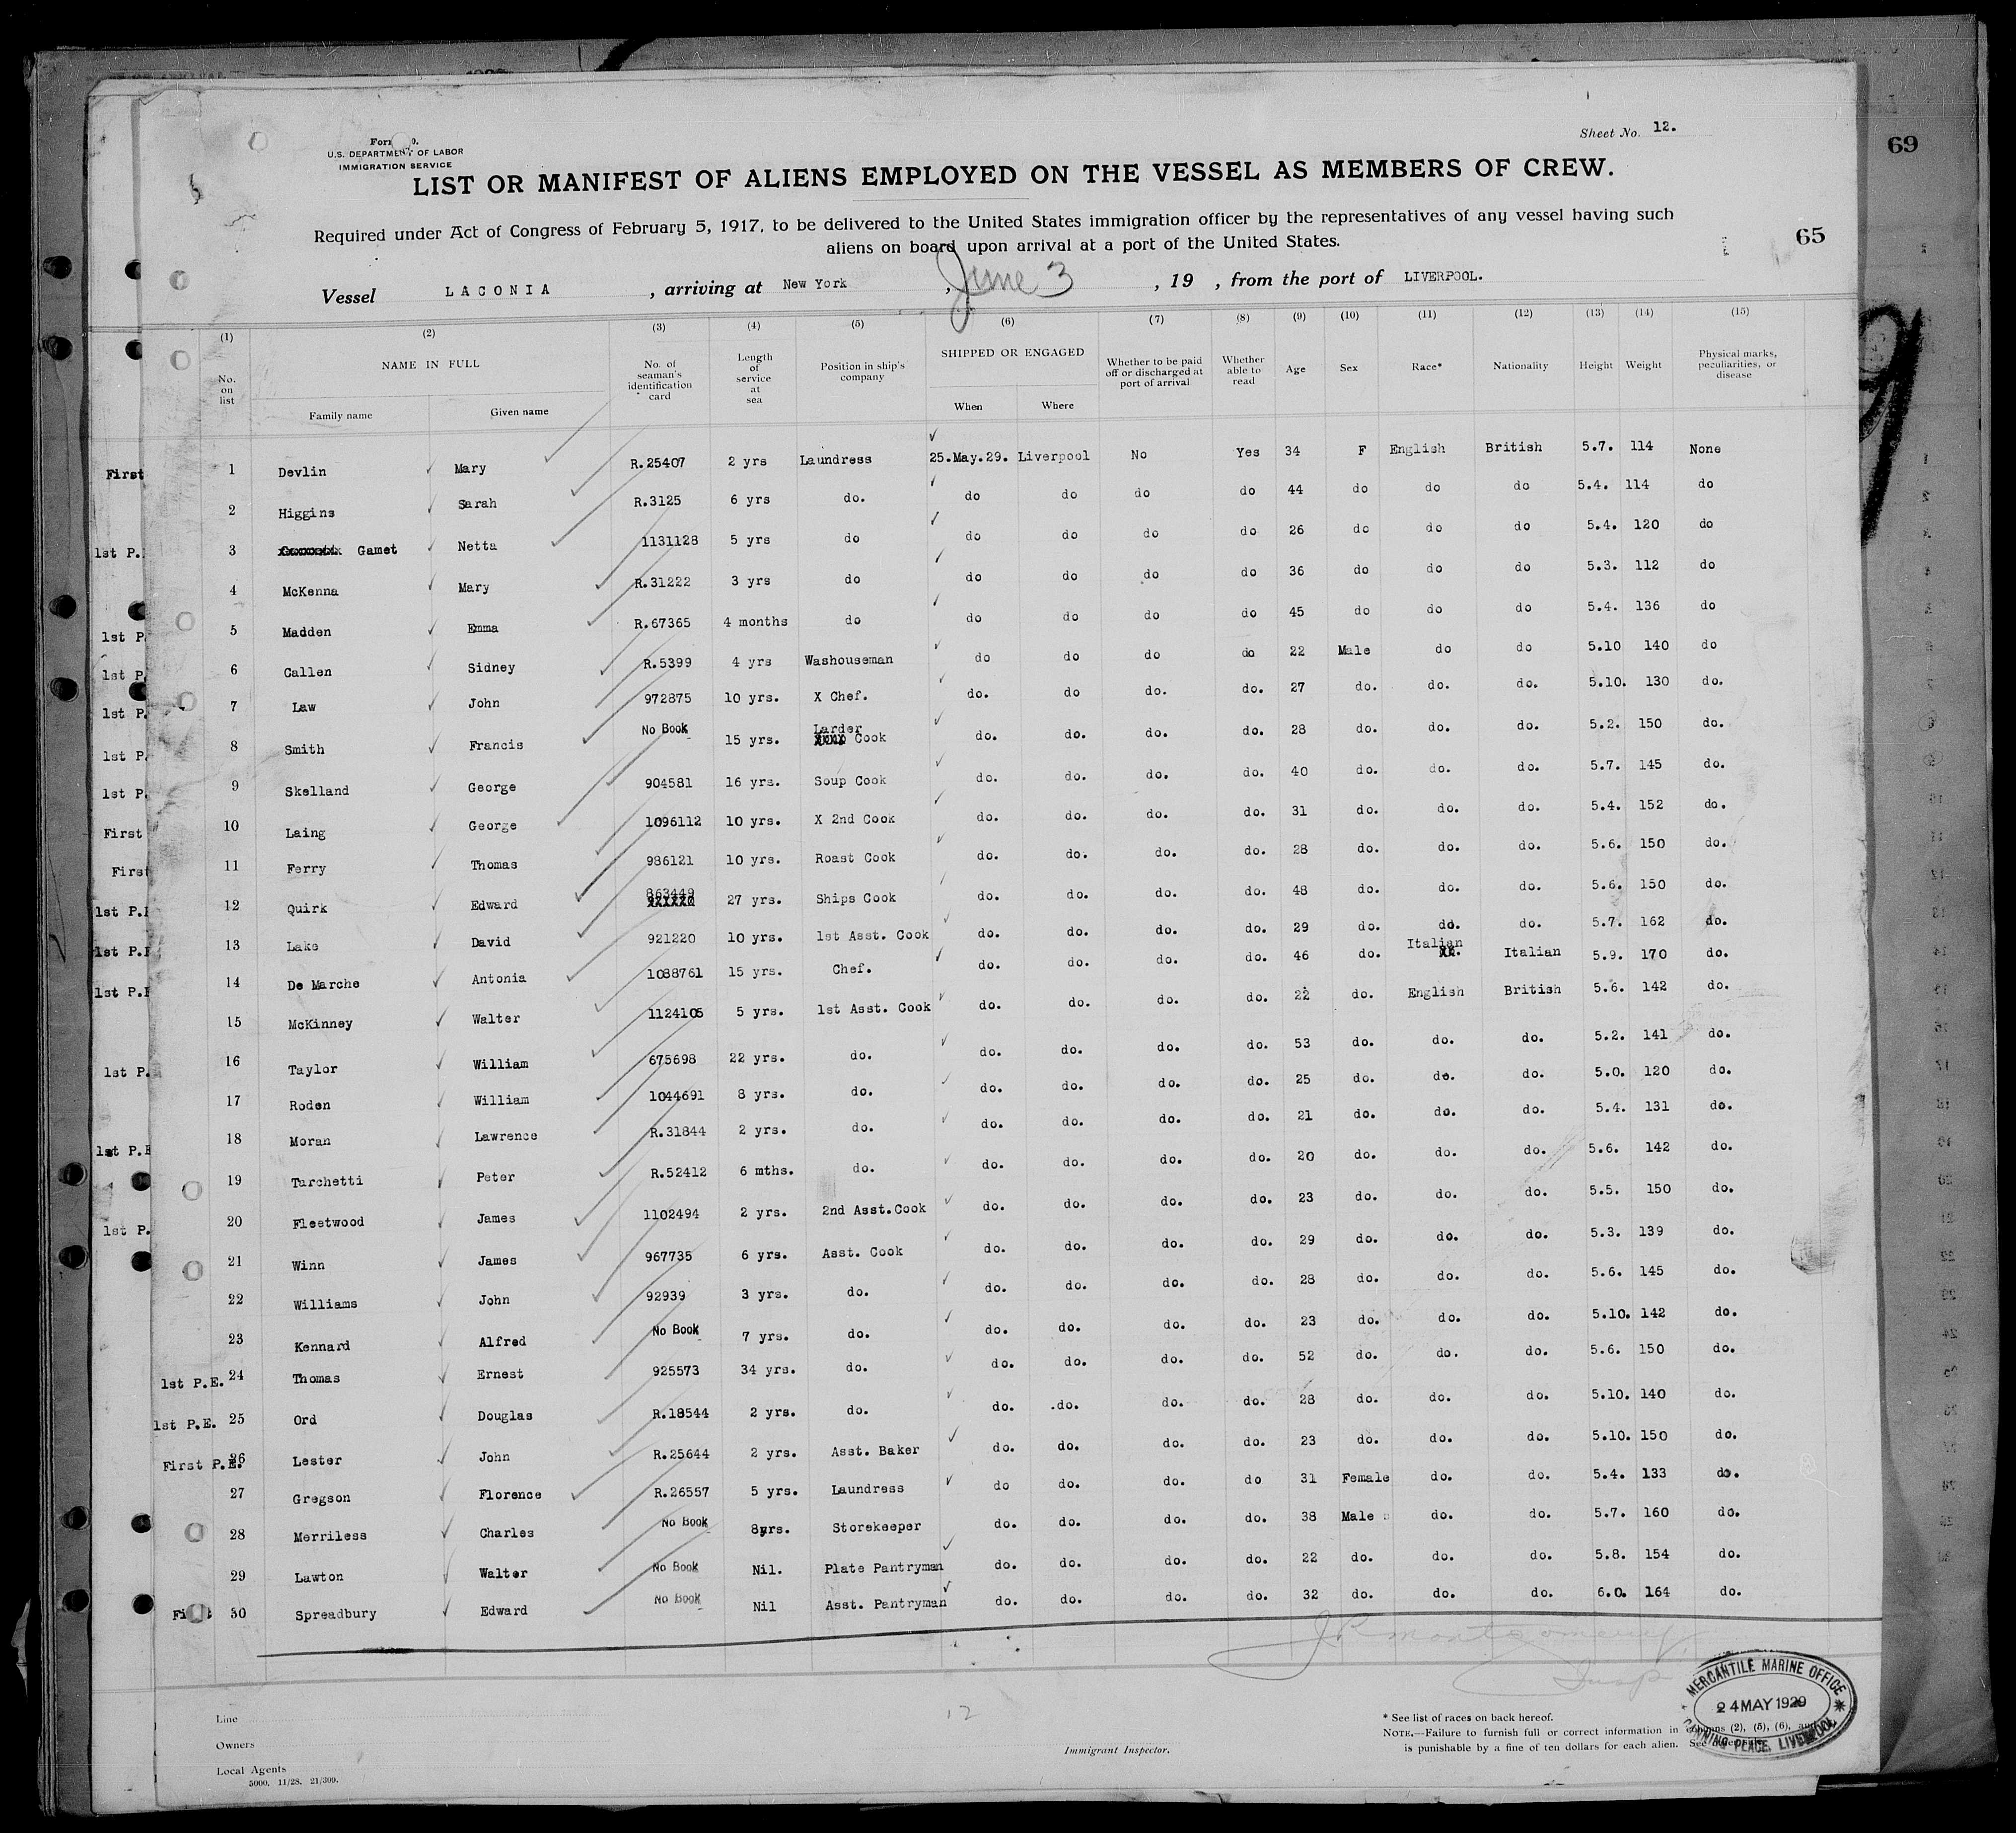 69
Sheet No. 12.
U.S. DEPARTMENT OF LABOR
IMMIGRATION SERVICE
LIST OR MANIFEST OF ALIENS EMPLOYED ON THE VESSEL AS MEMBERS OF CREW.
Required under Act of Congress of February 5, 1917, to be delivered to the United States immigration officer by the representatives of any vessel having such
aliens on board upon arrival at a port of the United States.
65
Vessel LACONIA , arriving at New York , June 3 , 19 , from the port of LIVERPOOL.
(1) (2) (3) (4) (5) (6) (7) (8) (9) (10) (11) (12) (13) (14) (15)
No. on list NAME IN FULL Family name Given name No. of seaman's identification card Length of service at sea Position in ship's company SHIPPED OR ENGAGED When Where Whether to be paid off or discharged at port of arrival Whether able to read Age Sex Race* Nationality Height Weight Physical marks, peculiarities, or disease
First 1 Devlin Mary R.25407 2 yrs Laundress 25.May.29. Liverpool No Yes 34 F English British 5.7. 114 None
2 Higgins Sarah R.3125 6 yrs do. do do do do 44 do do do 5.4. 114 do
1st P. 3 Gamet Netta 1131128 5 yrs do do do do do 26 do do do 5.4. 120 do
4 McKenna Mary R.31222 3 yrs do do do do do 36 do do do 5.3. 112 do
1st P. 5 Madden Emma R.67365 4 months do do do do do 45 do do do 5.4. 136 do
1st P. 6 Callen Sidney R.5399 4 yrs Washouseman do do do do 22 Male do do 5.10 140 do
1st P. 7 Law John 972875 10 yrs. X Chef. do. do do. do. 27 do. do. do. 5.10. 130 do.
1st P. 8 Smith Francis No Book 15 yrs. Larder Cook do. do. do. do. 28 do. do. do. 5.2. 150 do.
1st P. 9 Skelland George 904581 16 yrs. Soup Cook do. do. do. do. 40 do. do. do. 5.7. 145 do.
First 10 Laing George 1096112 10 yrs. X 2nd Cook do. do. do. do. 31 do. do. do. 5.4. 152 do.
First 11 Ferry Thomas 986121 10 yrs. Roast Cook do. do. do. do. 28 do. do. do. 5.6. 150 do.
1st P. 12 Quirk Edward 863449 27 yrs. Ships Cook do. do. do. do. 48 do. do. do. 5.6. 150 do.
1st P. 13 Lake David 921220 10 yrs. 1st Asst. Cook do. do. do. do. 29 do. do. do. 5.7. 162 do.
1st P. 14 De Marche Antonia 1088761 15 yrs. Chef. do. do. do. do. 46 do. Italian Italian 5.9. 170 do.
15 McKinney Walter 1124105 5 yrs. 1st Asst. Cook do. do. do. do. 22 do. English British 5.6. 142 do.
1st P. 16 Taylor William 675698 22 yrs. do. do. do. do. do. 53 do. do. do. 5.2. 141 do.
17 Roden William 1044691 8 yrs. do. do. do. do. do. 25 do. do. do. 5.0. 120 do.
1st P. 18 Moran Lawrence R.31844 2 yrs. do. do. do. do. do. 21 do. do. do. 5.4. 131 do.
19 Turchetti Peter R.52412 6 mths. do. do. do. do. do. 20 do. do. do. 5.6. 142 do.
1st P. 20 Fleetwood James 1102494 2 yrs. 2nd Asst.Cook do. do. do. do. 23 do. do. do. 5.5. 150 do.
21 Winn James 967735 6 yrs. Asst. Cook do. do. do. do. 29 do. do. do. 5.3. 139 do.
22 Williams John 92939 3 yrs. do. do. do. do. do. 28 do. do. do. 5.6. 145 do.
23 Kennard Alfred No Book 7 yrs. do. do. do. do. do. 23 do. do. do. 5.10. 142 do.
1st P.E. 24 Thomas Ernest 925573 34 yrs. do. do. do. do. do. 52 do. do. do. 5.6. 150 do.
1st P.E. 25 Ord Douglas R.18544 2 yrs. do. do. .do. do. do. 28 do. do. do. 5.10. 140 do.
First P.E. 26 Lester John R.25644 2 yrs. Asst. Baker do. do. do. do. 23 do. do. do. 5.10. 150 do.
27 Gregson Florence R.26557 5 yrs. Laundress do do. do. do 31 Female do. do. 5.4. 133 do.
28 Merriless Charles No Book 8yrs. Storekeeper do. do. do. do. 38 Male do. do. 5.7. 160 do.
29 Lawton Walter No Book Nil. Plate Pantryman do. do. do. do. 22 do. do. do. 5.8. 154 do.
30 Spreadbury Edward No Book Nil Asst. Pantryman do. do. do. do. 32 do. do. do. 6.0. 164 do.
MERCANTILE MARINE OFFICE
24 MAY 1929
CANNING PLACE, LIVERPOOL
Line
12
Owners
Immigrant Inspector.
Local Agents
5000. 11/28. 21/309.
* See list of races on back hereof.
NOTE.—Failure to furnish full or correct information in columns (2), (5), (6), and
is punishable by a fine of ten dollars for each alien. See